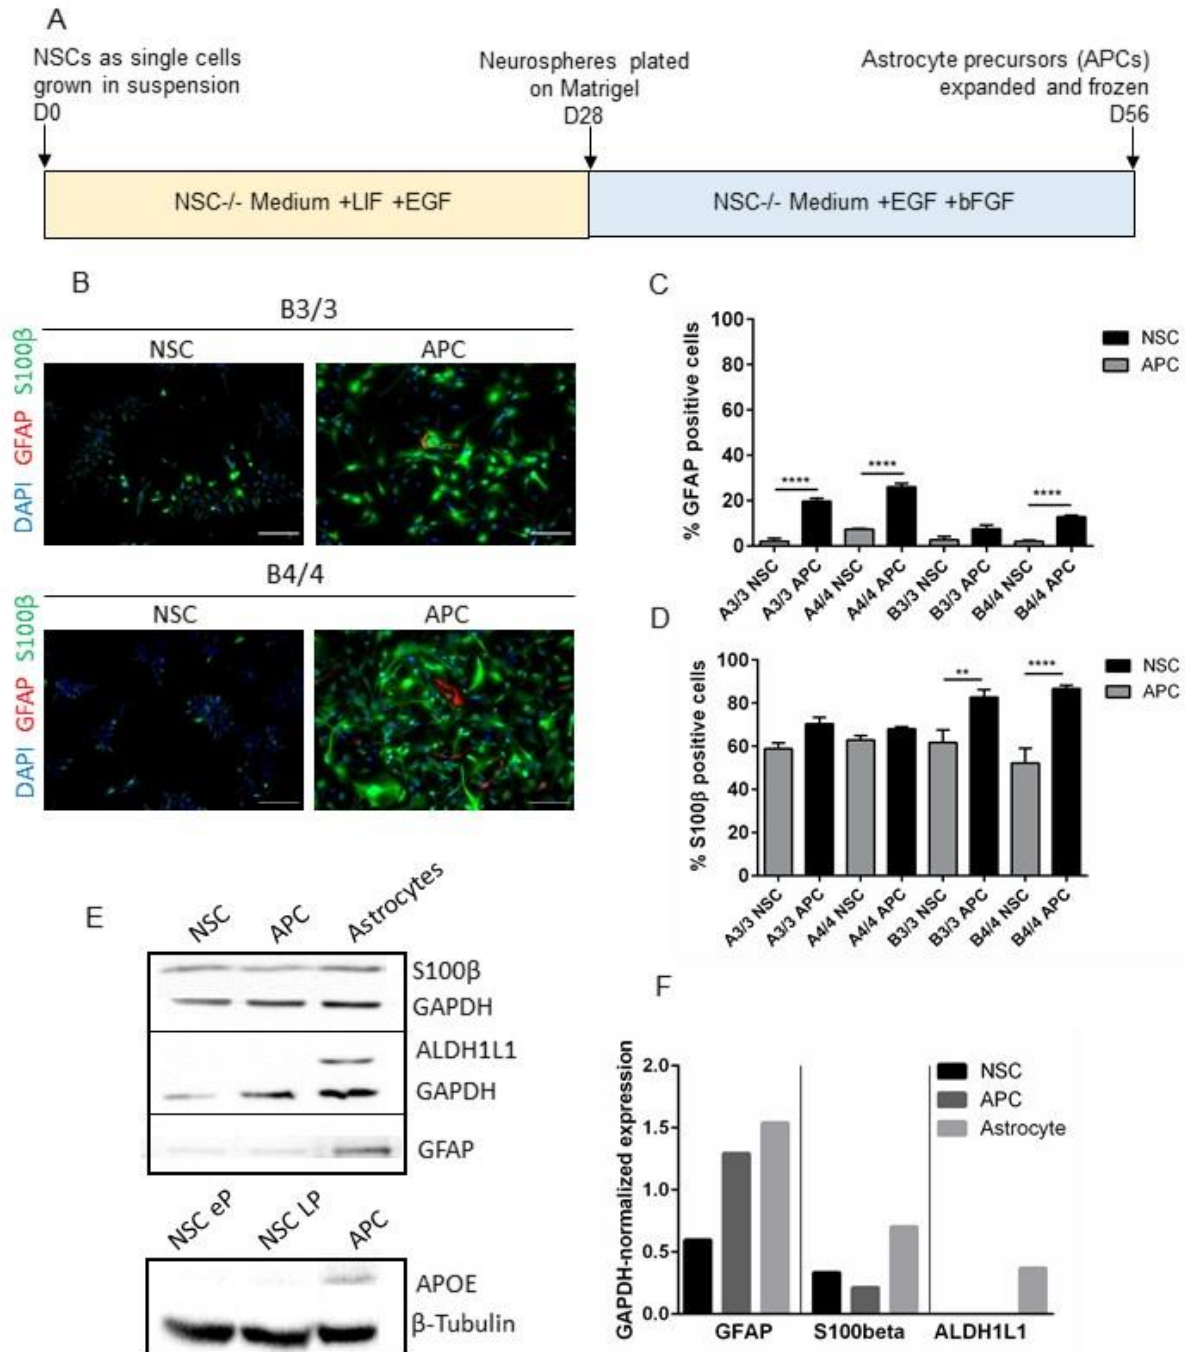 A
NSCs as single cells
grown in suspension
D0
Neurospheres plated
on Matrigel
D28
Astrocyte precursors (APCs)
expanded and frozen
D56
NSC-/- Medium +LIF +EGF
NSC-/- Medium +EGF +bFGF
B
B3/3
NSC
APC
DAPI GFAP S100β
B4/4
NSC
APC
DAPI GFAP S100β
C
% GFAP positive cells
100
80
60
40
20
0
****
****
****
NSC
APC
A3/3 NSC
A3/3 APC
A4/4 NSC
A4/4 APC
B3/3 NSC
B3/3 APC
B4/4 NSC
B4/4 APC
D
% S100β positive cells
100
80
60
40
20
0
**
****
NSC
APC
A3/3 NSC
A3/3 APC
A4/4 NSC
A4/4 APC
B3/3 NSC
B3/3 APC
B4/4 NSC
B4/4 APC
E
NSC
APC
Astrocytes
S100β
GAPDH
ALDH1L1
GAPDH
GFAP
NSC eP
NSC LP
APC
APOE
β-Tubulin
F
GAPDH-normalized expression
2.0
1.5
1.0
0.5
0.0
NSC
APC
Astrocyte
GFAP
S100beta
ALDH1L1